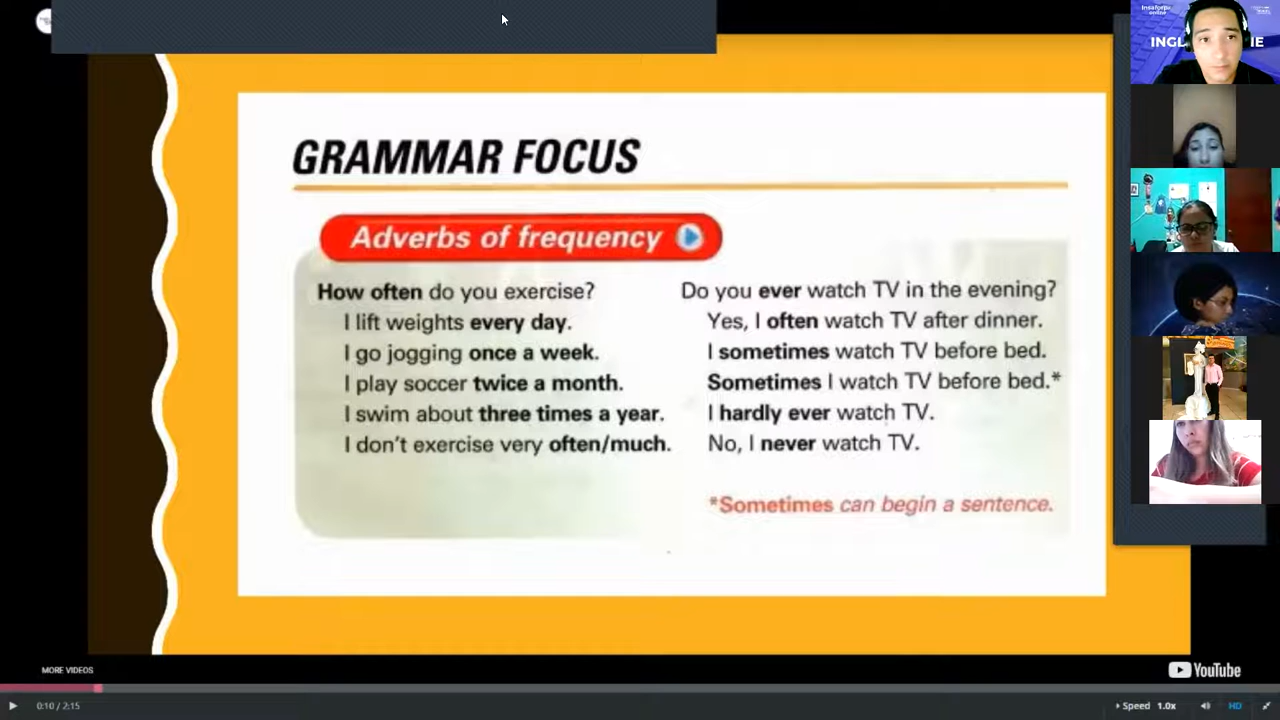 GRAMMAR FOCUS
Adverbs of frequency
How often do you exercise?
I lift weights every day.
I go jogging once a week.
I play soccer twice a month.
I swim about three times a year.
I don't exercise very often/much.
Do you ever watch TV in the evening?
Yes, I often watch TV after dinner.
I sometimes watch TV before bed.
Sometimes I watch TV before bed.*
I hardly ever watch TV.
No, I never watch TV.
*Sometimes can begin a sentence.
MORE VIDEOS
YouTube
0:10 / 2:15
Speed 1.0x
HD